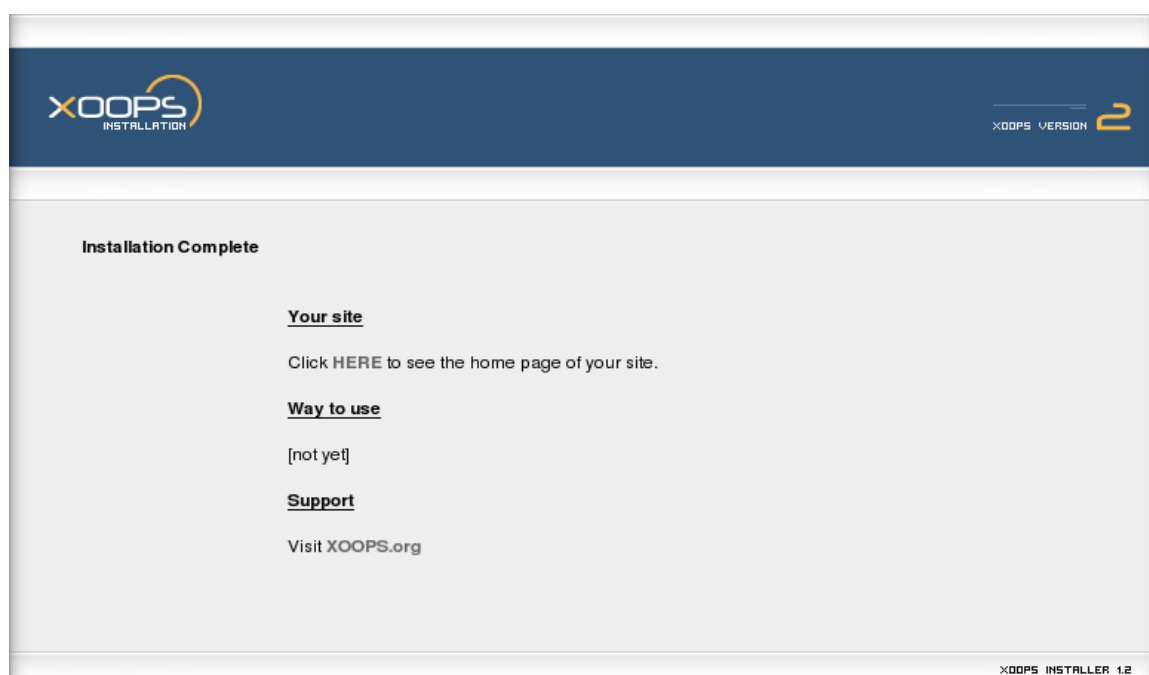 XOOPS
INSTALLATION
XOOPS VERSION 2
Installation Complete
Your site
Click HERE to see the home page of your site.
Way to use
[not yet]
Support
Visit XOOPS.org
XOOPS INSTALLER 1.2